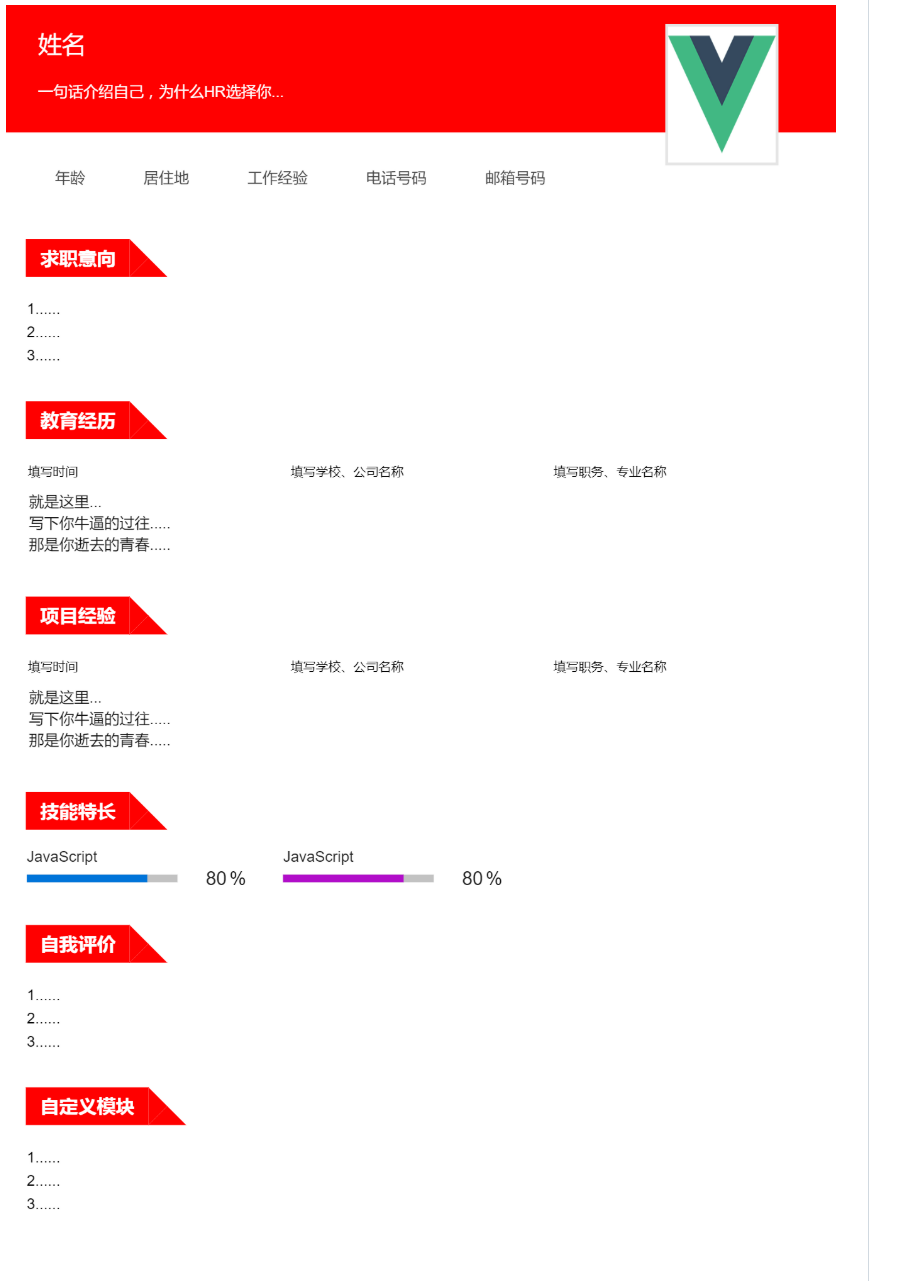 姓名
一句话介绍自己，为什么HR选择你...
年龄 居住地 工作经验 电话号码 邮箱号码
求职意向
1......
2......
3......
教育经历
填写时间 填写学校、公司名称 填写职务、专业名称
就是这里...
写下你牛逼的过往.....
那是你逝去的青春.....
项目经验
填写时间 填写学校、公司名称 填写职务、专业名称
就是这里...
写下你牛逼的过往.....
那是你逝去的青春.....
技能特长
JavaScript JavaScript
80% 80%
自我评价
1......
2......
3......
自定义模块
1......
2......
3......